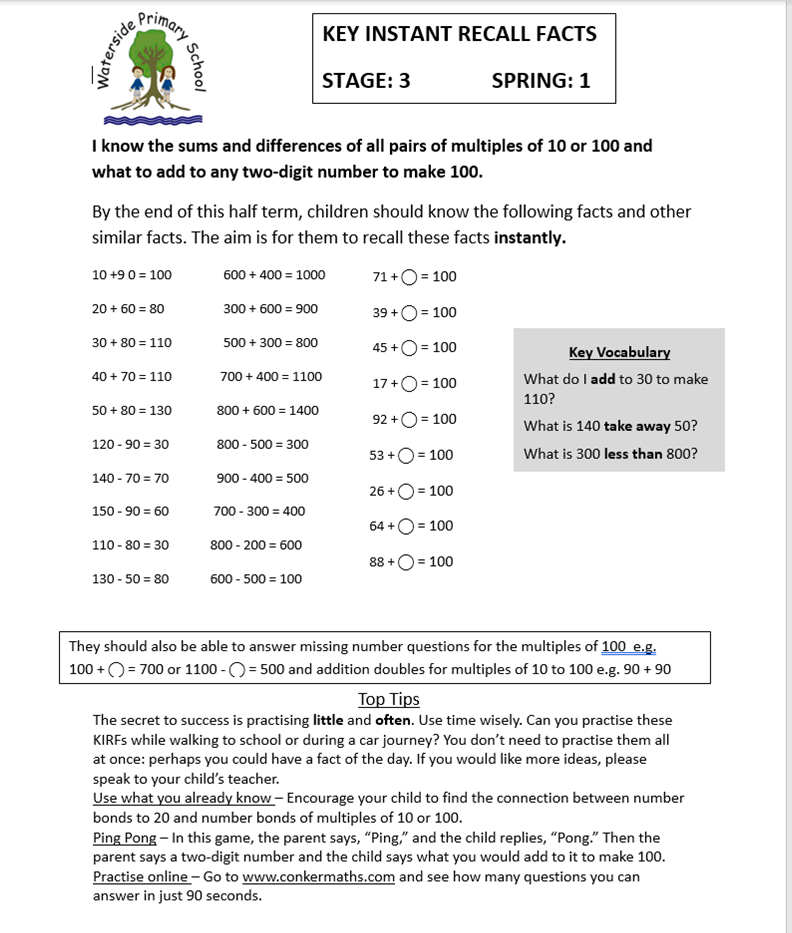 Waterside Primary School
KEY INSTANT RECALL FACTS
STAGE: 3 SPRING: 1
I know the sums and differences of all pairs of multiples of 10 or 100 and
what to add to any two-digit number to make 100.
By the end of this half term, children should know the following facts and other
similar facts. The aim is for them to recall these facts instantly.
10 +9 0 = 100
20 + 60 = 80
30 + 80 = 110
40 + 70 = 110
50 + 80 = 130
120 - 90 = 30
140 - 70 = 70
150 - 90 = 60
110 - 80 = 30
130 - 50 = 80
600 + 400 = 1000
300 + 600 = 900
500 + 300 = 800
700 + 400 = 1100
800 + 600 = 1400
800 - 500 = 300
900 - 400 = 500
700 - 300 = 400
800 - 200 = 600
600 - 500 = 100
71 + ◯ = 100
39 + ◯ = 100
45 + ◯ = 100
17 + ◯ = 100
92 + ◯ = 100
53 + ◯ = 100
26 + ◯ = 100
64 + ◯ = 100
88 + ◯ = 100
Key Vocabulary
What do I add to 30 to make
110?
What is 140 take away 50?
What is 300 less than 800?
They should also be able to answer missing number questions for the multiples of 100 e.g.
100 + ◯ = 700 or 1100 - ◯ = 500 and addition doubles for multiples of 10 to 100 e.g. 90 + 90
Top Tips
The secret to success is practising little and often. Use time wisely. Can you practise these
KIRFs while walking to school or during a car journey? You don’t need to practise them all
at once: perhaps you could have a fact of the day. If you would like more ideas, please
speak to your child’s teacher.
Use what you already know – Encourage your child to find the connection between number
bonds to 20 and number bonds of multiples of 10 or 100.
Ping Pong – In this game, the parent says, “Ping,” and the child replies, “Pong.” Then the
parent says a two-digit number and the child says what you would add to it to make 100.
Practise online – Go to www.conkermaths.com and see how many questions you can
answer in just 90 seconds.